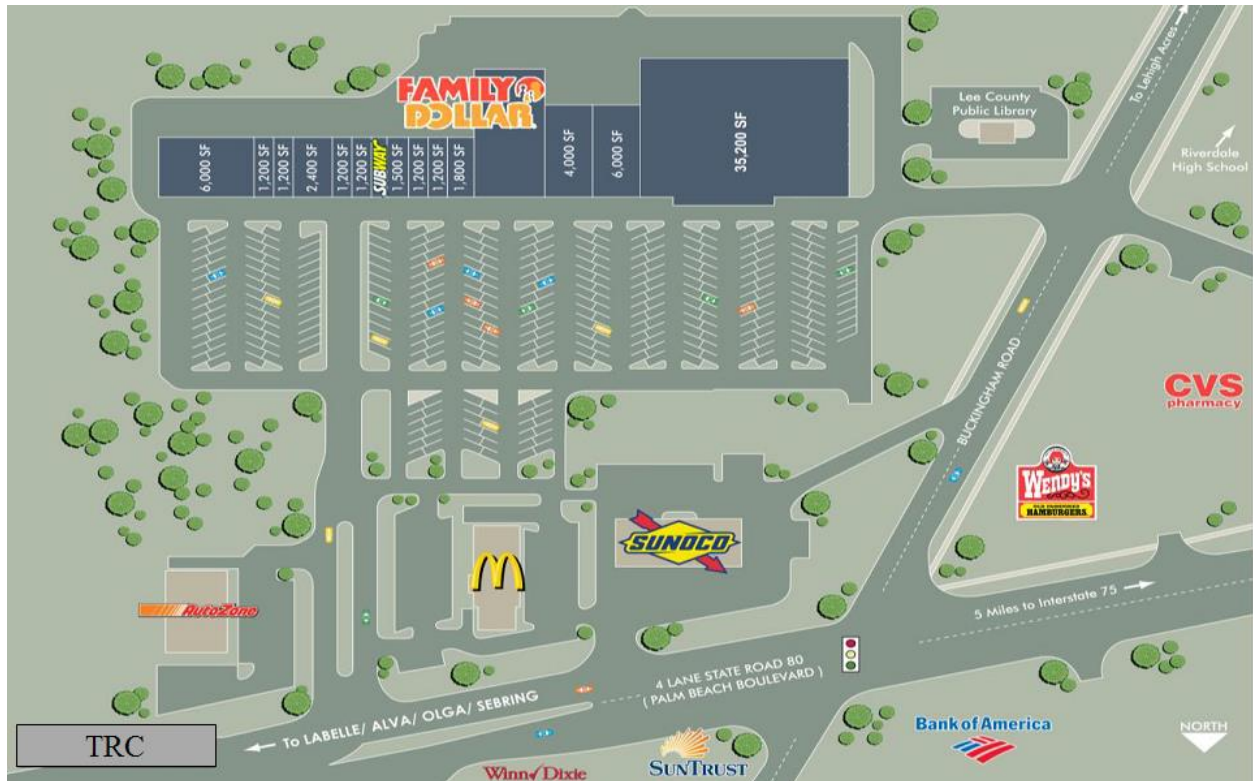 FAMILY
DOLLAR
6,000 SF
1,200 SF
1,200 SF
2,400 SF
1,200 SF
1,200 SF
SUBWAY
1,500 SF
1,200 SF
1,200 SF
1,800 SF
4,000 SF
6,000 SF
35,200 SF
Lee County
Public Library
To Lehigh Acres
Riverdale
High School
BUCKINGHAM ROAD
CVS
pharmacy
WENDY'S
OLD FASHIONED
HAMBURGERS
SUNOCO
AutoZone
5 Miles to Interstate 75
4 LANE STATE ROAD 80
( PALM BEACH BOULEVARD )
To LABELLE/ ALVA/ OLGA/ SEBRING
TRC
Winn Dixie
SUNTRUST
Bank of America
NORTH